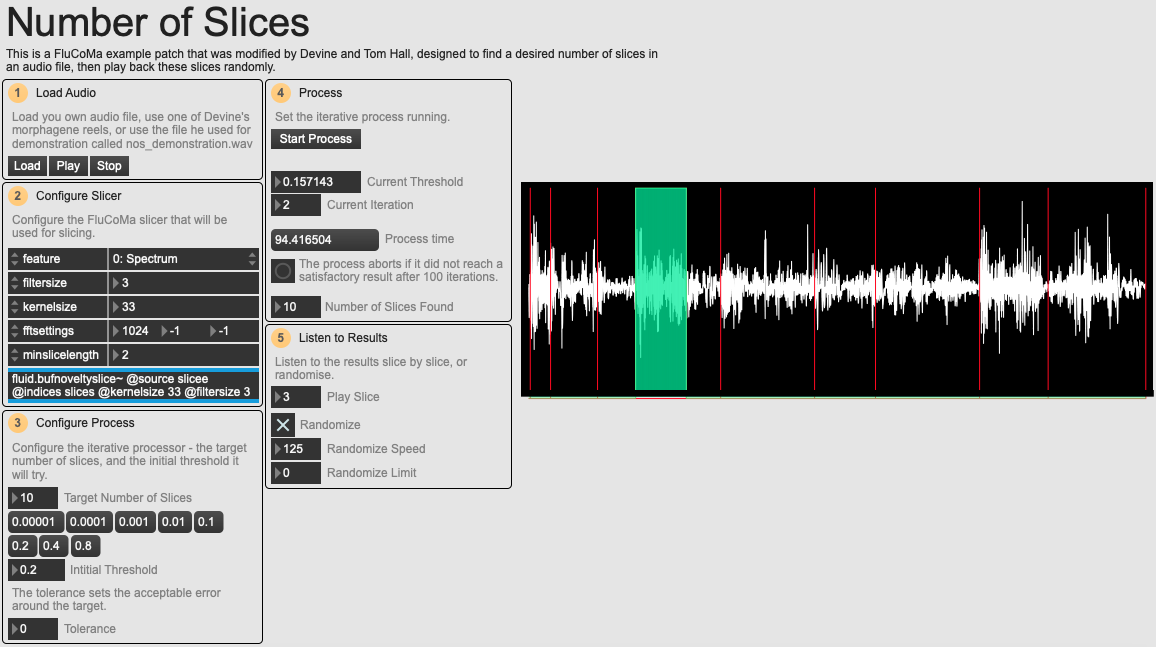 Number of Slices
This is a FluCoMa example patch that was modified by Devine and Tom Hall, designed to find a desired number of slices in
an audio file, then play back these slices randomly.
1 Load Audio
Load you own audio file, use one of Devine's
morphagene reels, or use the file he used for
demonstration called nos_demonstration.wav
Load Play Stop
2 Configure Slicer
Configure the FluCoMa slicer that will be
used for slicing.
feature 0: Spectrum
filtersize 3
kernelsize 33
fftsettings 1024 -1 -1
minslicelength 2
fluid.bufnoveltyslice~ @source slicee
@indices slices @kernelsize 33 @filtersize 3
3 Configure Process
Configure the iterative processor - the target
number of slices, and the initial threshold it
will try.
10 Target Number of Slices
0.00001 0.0001 0.001 0.01 0.1
0.2 0.4 0.8
0.2 Intitial Threshold
The tolerance sets the acceptable error
around the target.
0 Tolerance
4 Process
Set the iterative process running.
Start Process
0.157143 Current Threshold
2 Current Iteration
94.416504 Process time
The process aborts if it did not reach a
satisfactory result after 100 iterations.
10 Number of Slices Found
5 Listen to Results
Listen to the results slice by slice, or
randomise.
3 Play Slice
Randomize
125 Randomize Speed
0 Randomize Limit